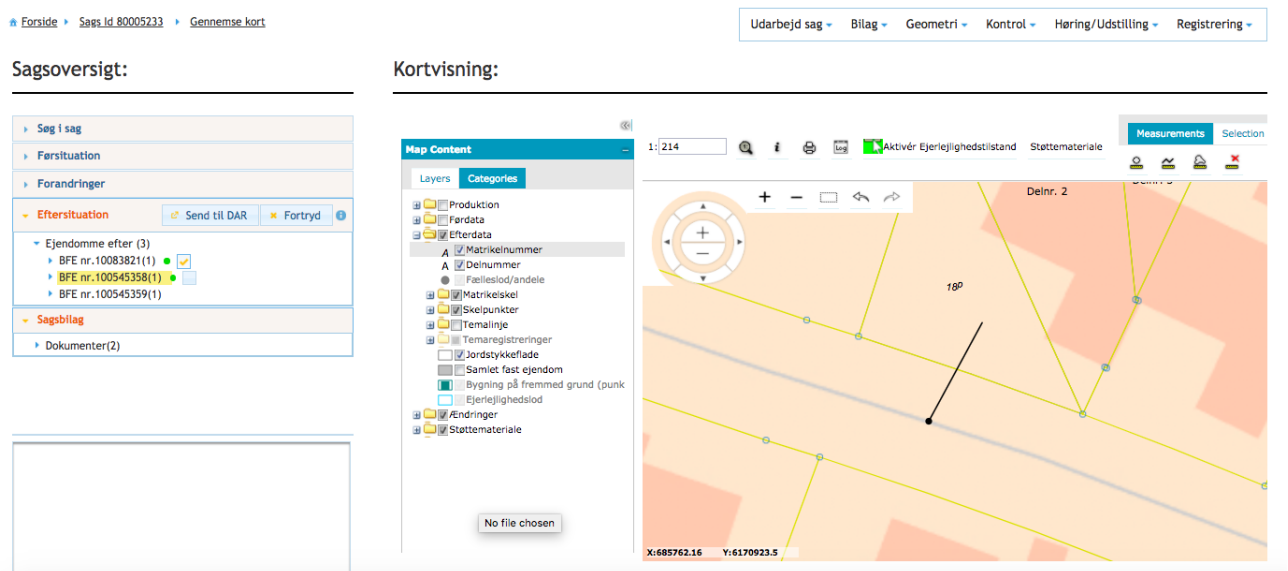 Forside Sags Id 80005233 Gennemse kort
Udarbejd sag Bilag Geometri Kontrol Høring/Udstilling Registrering
Sagsoversigt:
Kortvisning:
Søg i sag
Førsituation
Forandringer
Eftersituation Send til DAR Fortryd
Ejendomme efter (3)
BFE nr.10083821(1)
BFE nr.100545358(1)
BFE nr.100545359(1)
Sagsbilag
Dokumenter(2)
Map Content
Layers Categories
Produktion
Førdata
Efterdata
A Matrikelnummer
A Delnummer
Fælleslod/andele
Matrikelskel
Skelpunkter
Temalinje
Temaregistreringer
Jordstykkeflade
Samlet fast ejendom
Bygning på fremmed grund (punk
Ejerlejlighedslod
Ændringer
Støttemateriale
No file chosen
1: 214 Log Aktivér Ejerlejlighedstilstand Støttemateriale
Measurements Selection
Delnr. 2
18p
X:685762.16 Y:6170923.5